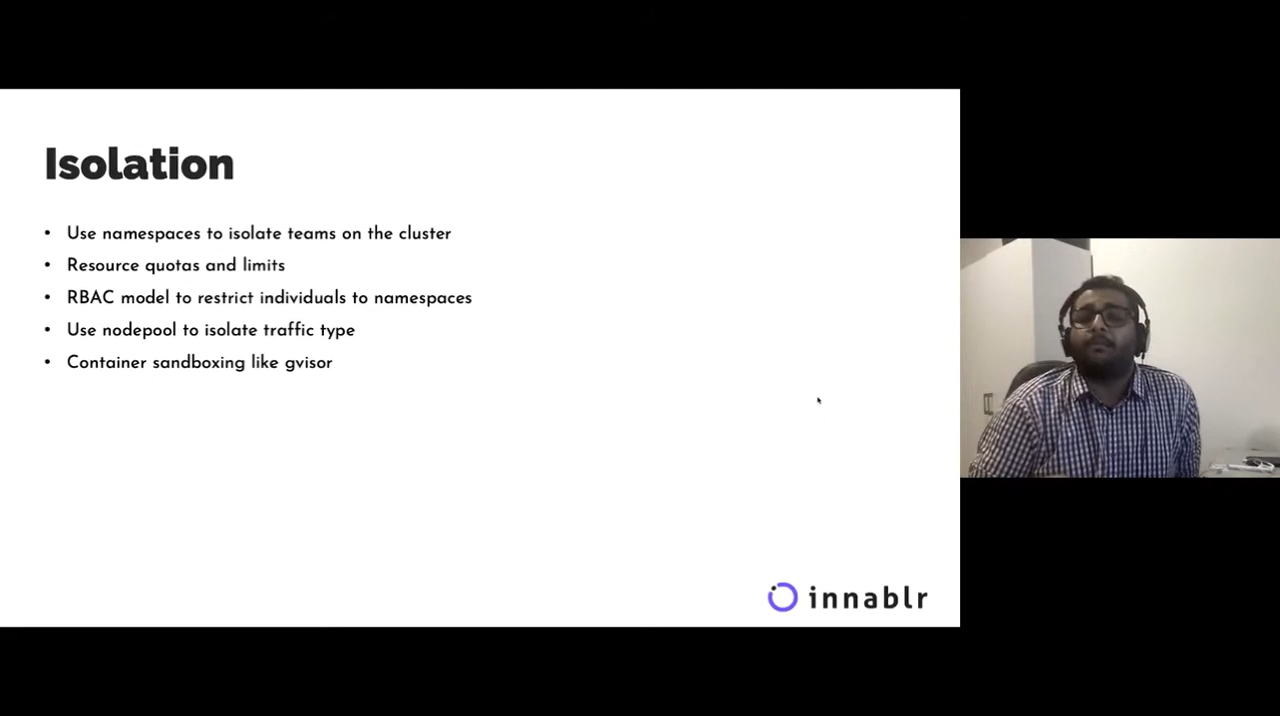 Isolation
• Use namespaces to isolate teams on the cluster
• Resource quotas and limits
• RBAC model to restrict individuals to namespaces
• Use nodepool to isolate traffic type
• Container sandboxing like gvisor
innablr